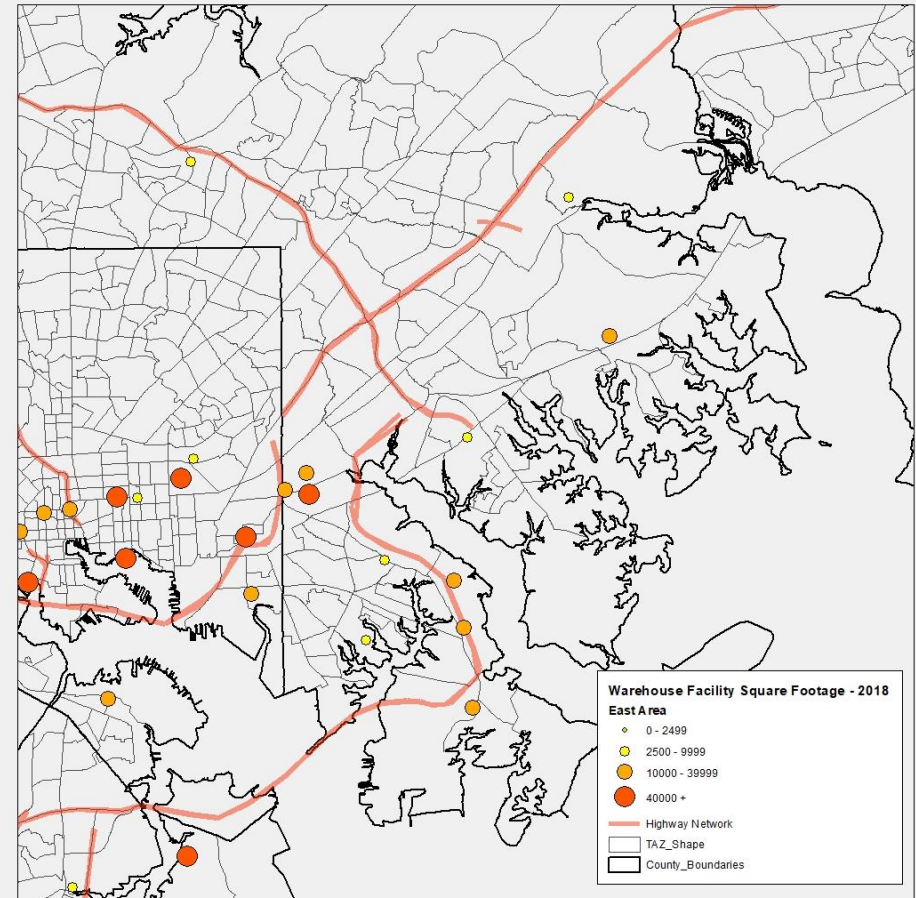 Warehouse Facility Square Footage - 2018
East Area
0 - 2499
2500 - 9999
10000 - 39999
40000 +
Highway Network
TAZ_Shape
County_Boundaries